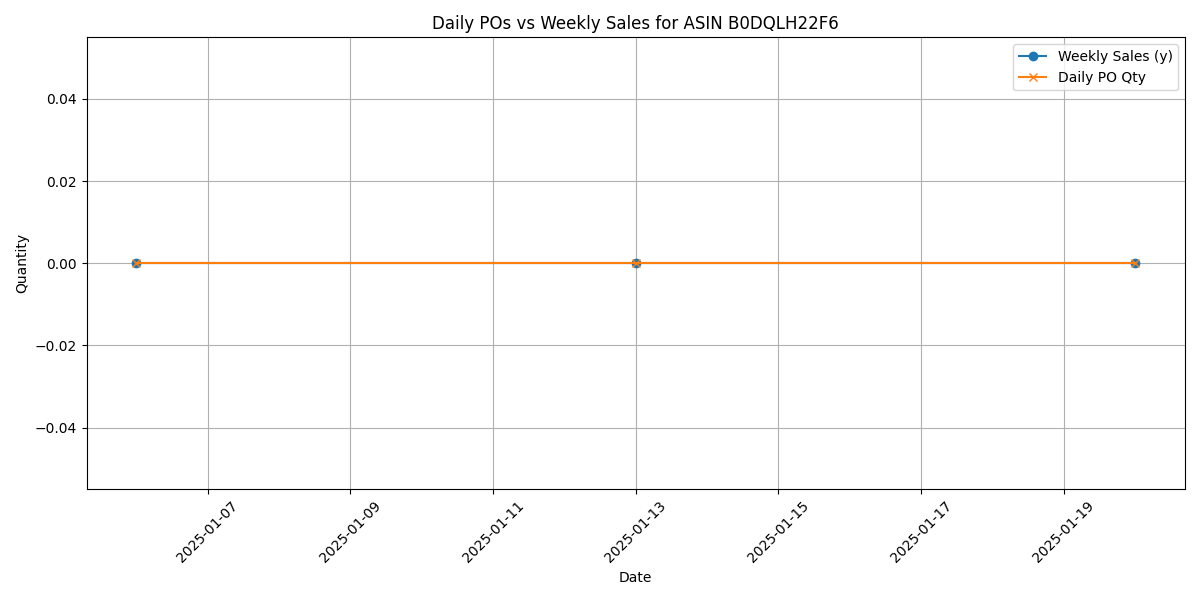 Daily POs vs Weekly Sales for ASIN B0DQLH22F6
Weekly Sales (y)
Daily PO Qty
0.04
0.02
0.00
−0.02
−0.04
Quantity
2025-01-07
2025-01-09
2025-01-11
2025-01-13
2025-01-15
2025-01-17
2025-01-19
Date